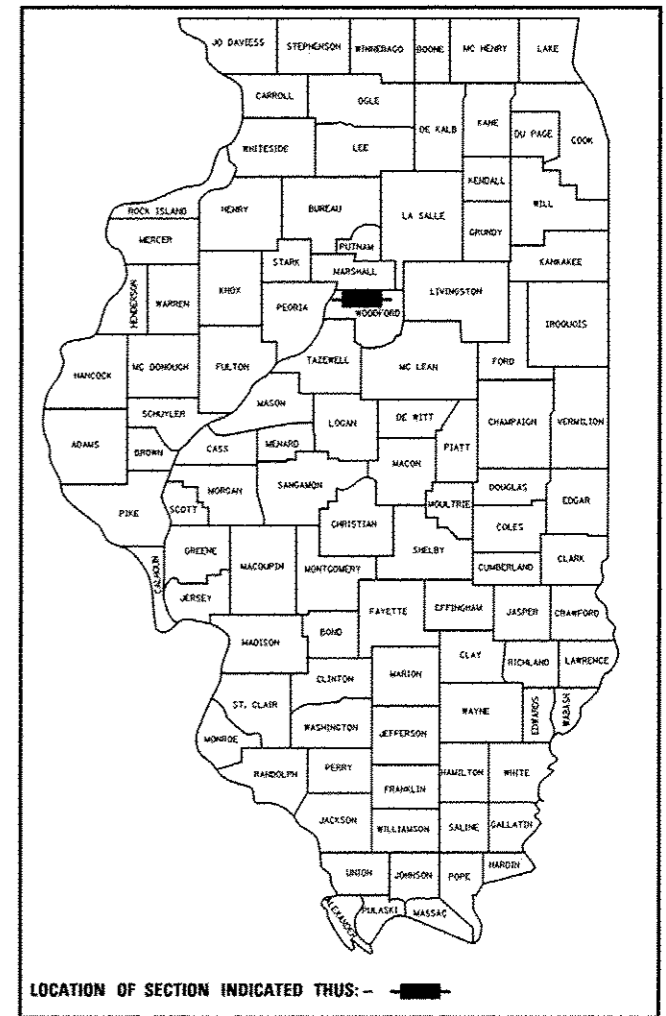 JO DAVIESS
STEPHENSON
WINNEBAGO
BOONE
MC HENRY
LAKE
CARROLL
OGLE
DE KALB
KANE
DU PAGE
COOK
WHITESIDE
LEE
KENDALL
WILL
ROCK ISLAND
HENRY
BUREAU
LA SALLE
GRUNDY
MERCER
PUTNAM
KANKAKEE
STARK
MARSHALL
HENDERSON
WARREN
KNOX
PEORIA
WOODFORD
LIVINGSTON
IROQUOIS
HANCOCK
MC DONOUGH
FULTON
TAZEWELL
MC LEAN
FORD
MASON
SCHUYLER
LOGAN
DE WITT
CHAMPAIGN
VERMILION
ADAMS
BROWN
CASS
MENARD
PIATT
MACON
MORGAN
SANGAMON
DOUGLAS
EDGAR
PIKE
SCOTT
CHRISTIAN
MOULTRIE
COLES
GREENE
MACOUPIN
MONTGOMERY
SHELBY
CUMBERLAND
CLARK
CALHOUN
JERSEY
FAYETTE
EFFINGHAM
JASPER
CRAWFORD
MADISON
BOND
CLAY
RICHLAND
LAWRENCE
CLINTON
MARION
ST. CLAIR
WAYNE
EDWARDS
WABASH
WASHINGTON
JEFFERSON
MONROE
RANDOLPH
PERRY
HAMILTON
WHITE
FRANKLIN
JACKSON
WILLIAMSON
SALINE
GALLATIN
UNION
JOHNSON
POPE
HARDIN
ALEXANDER
PULASKI
MASSAC
LOCATION OF SECTION INDICATED THUS: -